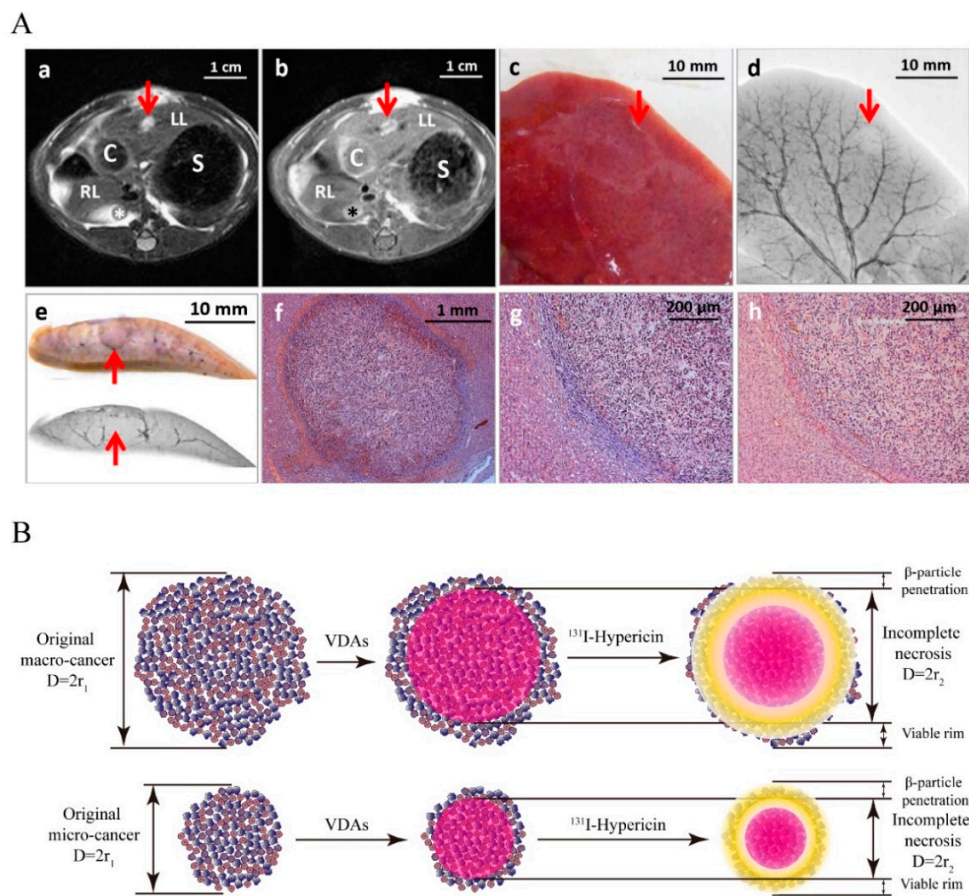 A
a
1 cm
LL
C
S
RL
*
b
1 cm
LL
C
S
RL
*
c
10 mm
d
10 mm
e
10 mm
f
1 mm
g
200 μm
h
200 μm
B
Original
macro-cancer
D=2r₁
VDAs
¹³¹I-Hypericin
β-particle
penetration
Incomplete
necrosis
D=2r₂
Viable rim
Original
micro-cancer
D=2r₁
VDAs
¹³¹I-Hypericin
β-particle
penetration
Incomplete
necrosis
D=2r₂
Viable rim